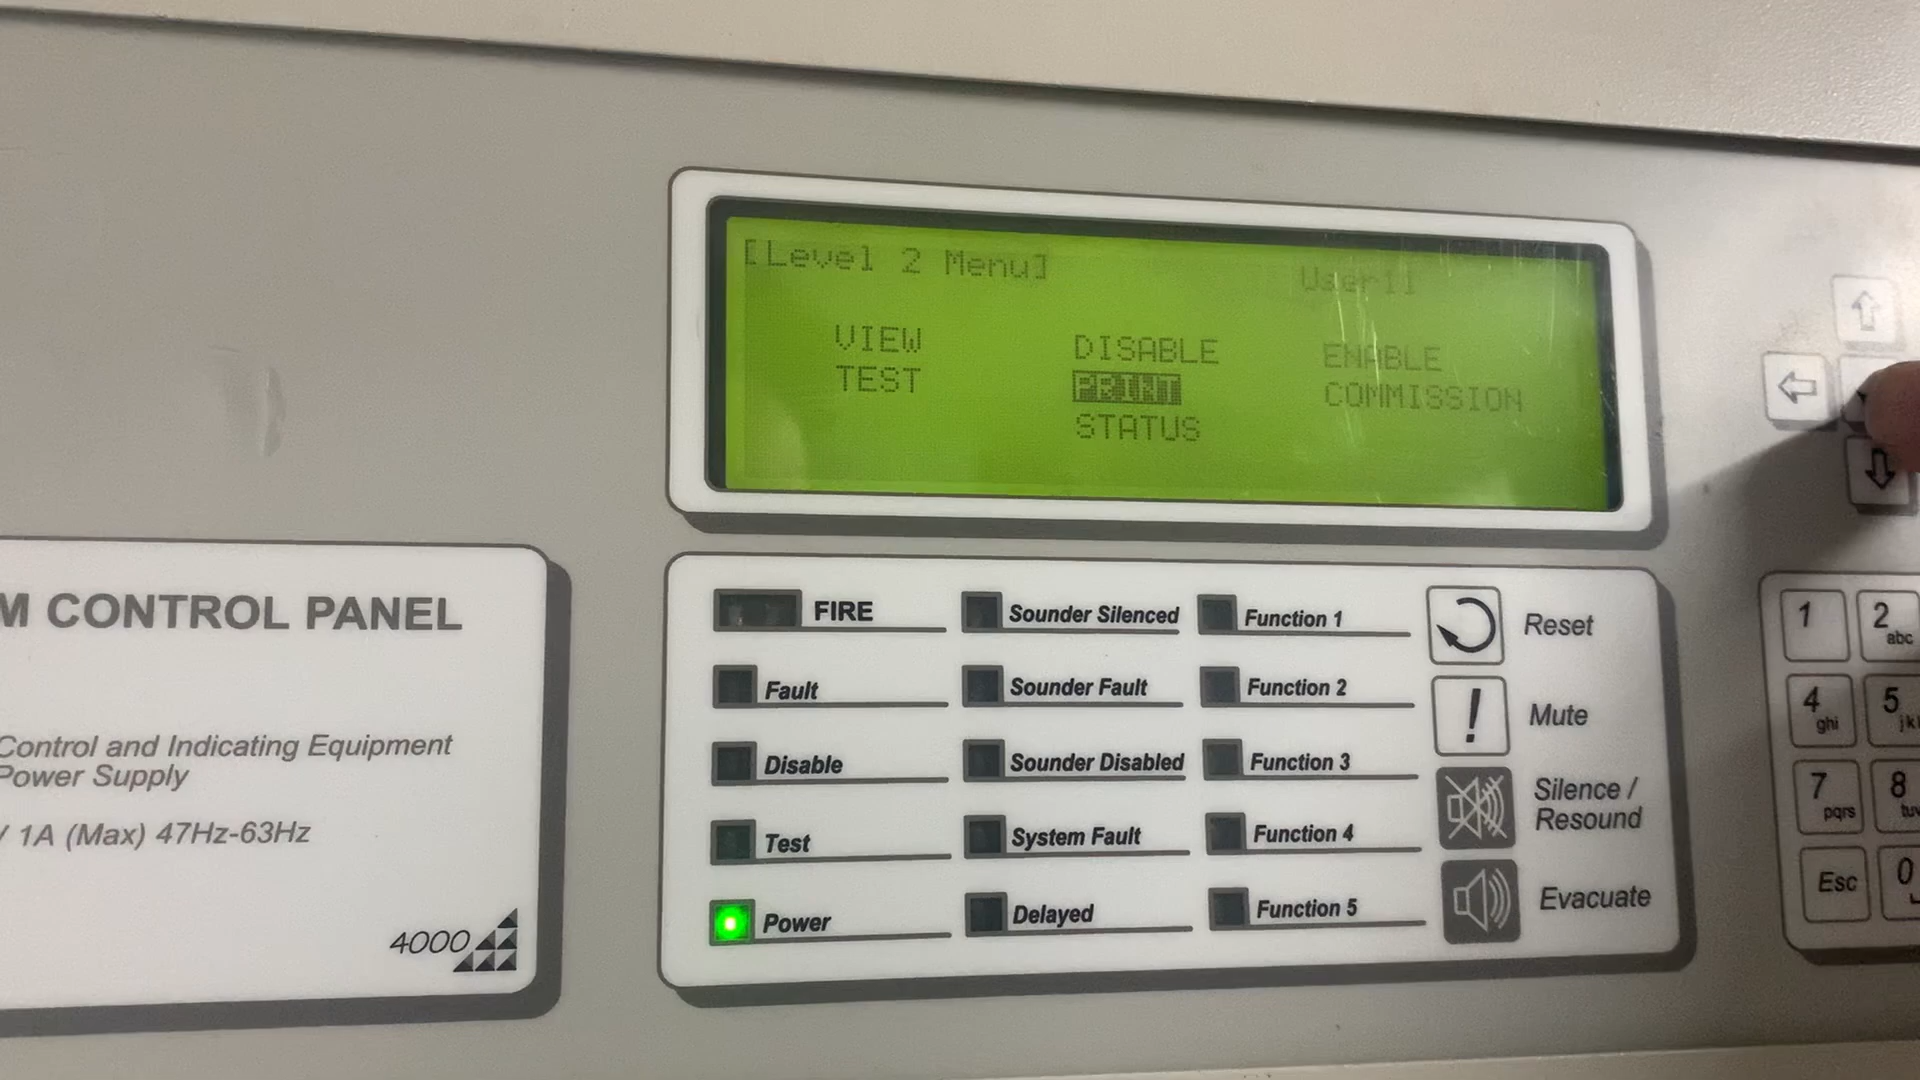 [Level 2 Menu]
User1]
VIEW DISABLE ENABLE
TEST PRINT COMMISSION
STATUS
M CONTROL PANEL
Control and Indicating Equipment
Power Supply
/ 1A (Max) 47Hz-63Hz
4000
FIRE
Fault
Disable
Test
Power
Sounder Silenced
Sounder Fault
Sounder Disabled
System Fault
Delayed
Function 1
Function 2
Function 3
Function 4
Function 5
Reset
! Mute
Silence /
Resound
Evacuate
1 2 abc
4 ghi 5 jkl
7 pqrs 8 tuv
Esc 0